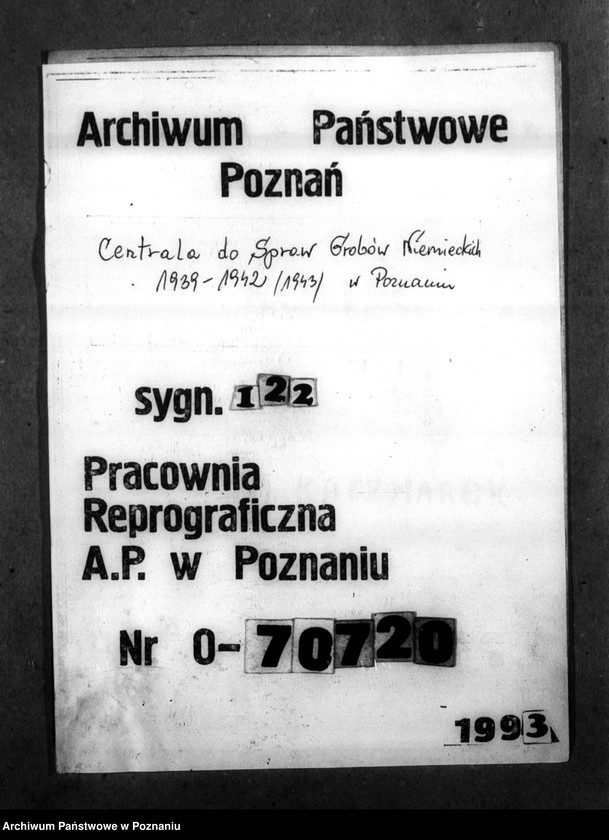 Archiwum Państwowe
Poznań
Centrala do Spraw Grobów Niemieckich
1939-1942 /1943/ w Poznaniu
sygn. 122
Pracownia
Reprograficzna
A.P. w Poznaniu
Nr O-70720
1993
Archiwum Państwowe w Poznaniu